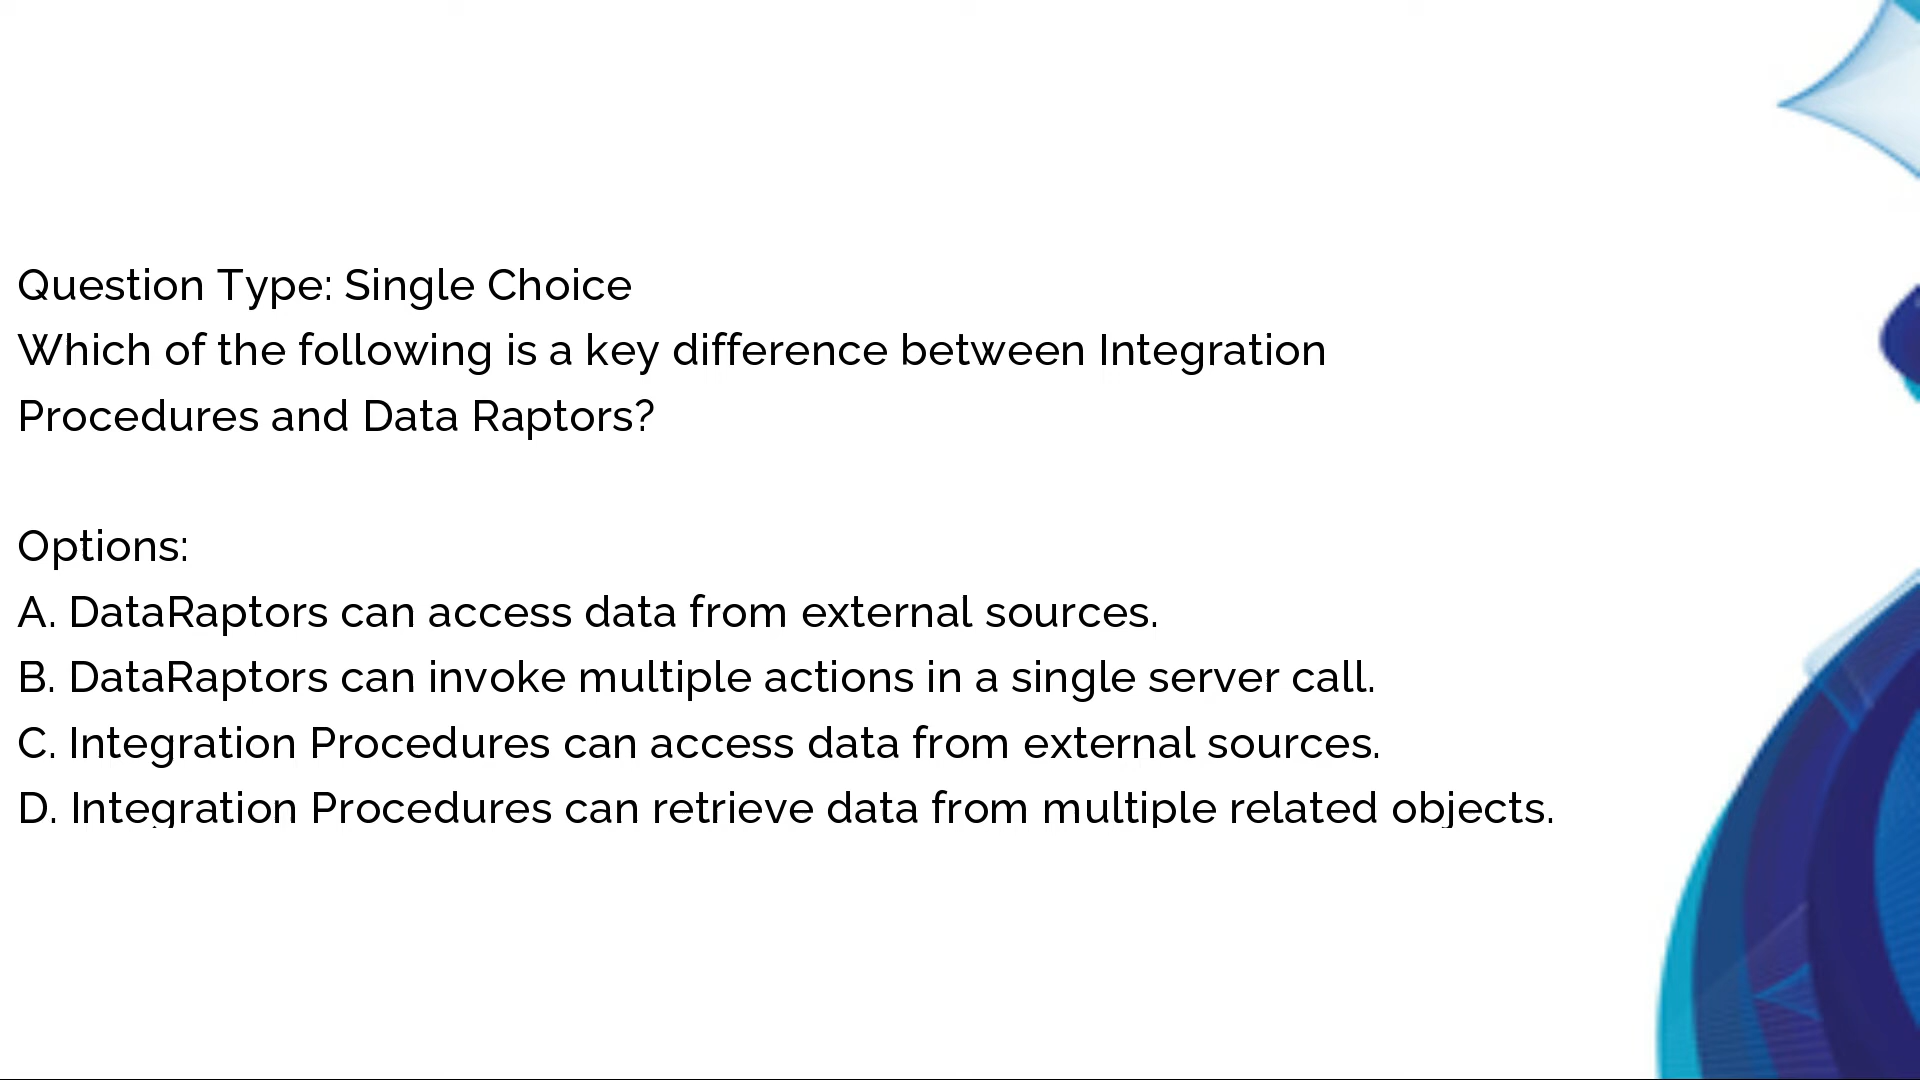 Question Type: Single Choice
Which of the following is a key difference between Integration
Procedures and Data Raptors?
Options:
A. DataRaptors can access data from external sources.
B. DataRaptors can invoke multiple actions in a single server call.
C. Integration Procedures can access data from external sources.
D. Integration Procedures can retrieve data from multiple related objects.